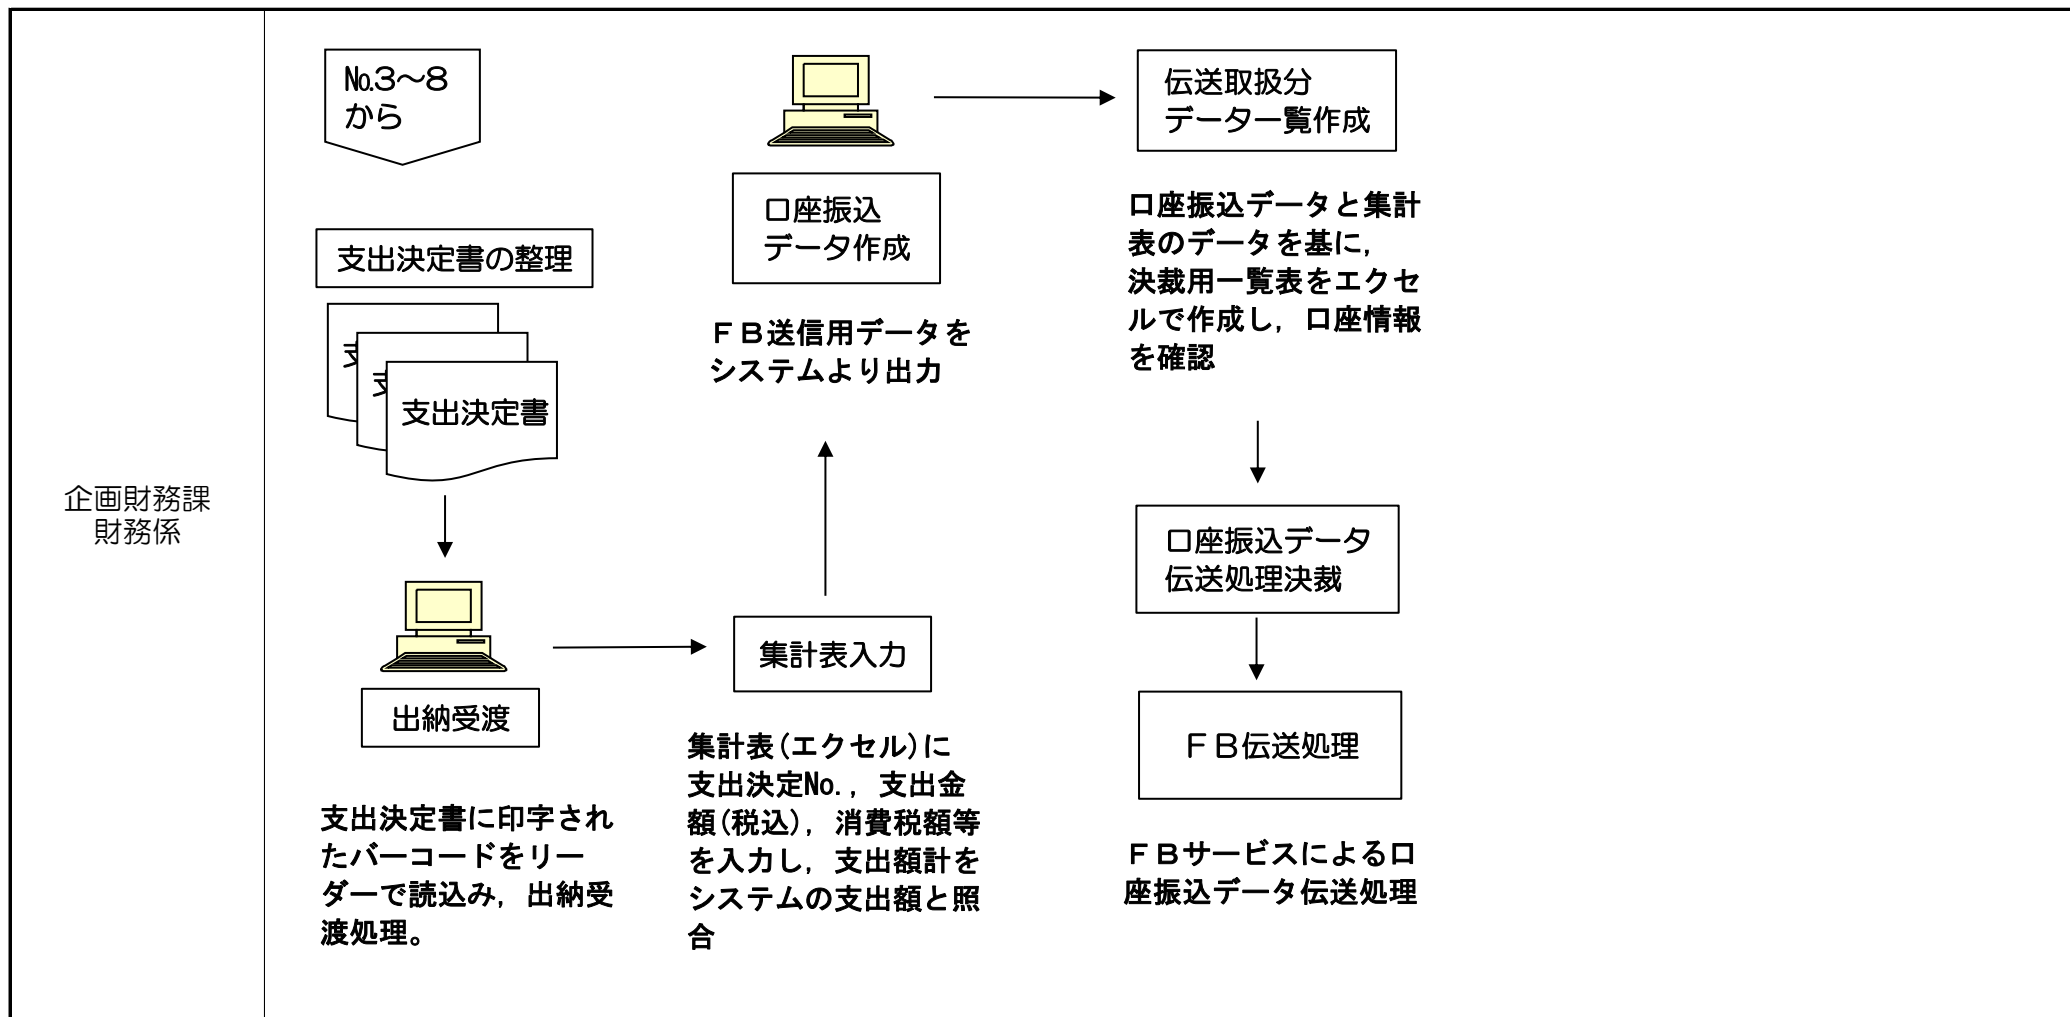 企画財務課
財務係
№3～8
から
支出決定書の整理
支
支
支出決定書
出納受渡
支出決定書に印字され
たバーコードをリー
ダーで読込み，出納受
渡処理。
集計表入力
集計表(エクセル)に
支出決定No.，支出金
額(税込)，消費税額等
を入力し，支出額計を
システムの支出額と照
合
口座振込
データ作成
ＦＢ送信用データを
システムより出力
伝送取扱分
データ一覧作成
口座振込データと集計
表のデータを基に，
決裁用一覧表をエクセ
ルで作成し，口座情報
を確認
口座振込データ
伝送処理決裁
ＦＢ伝送処理
ＦＢサービスによる口
座振込データ伝送処理